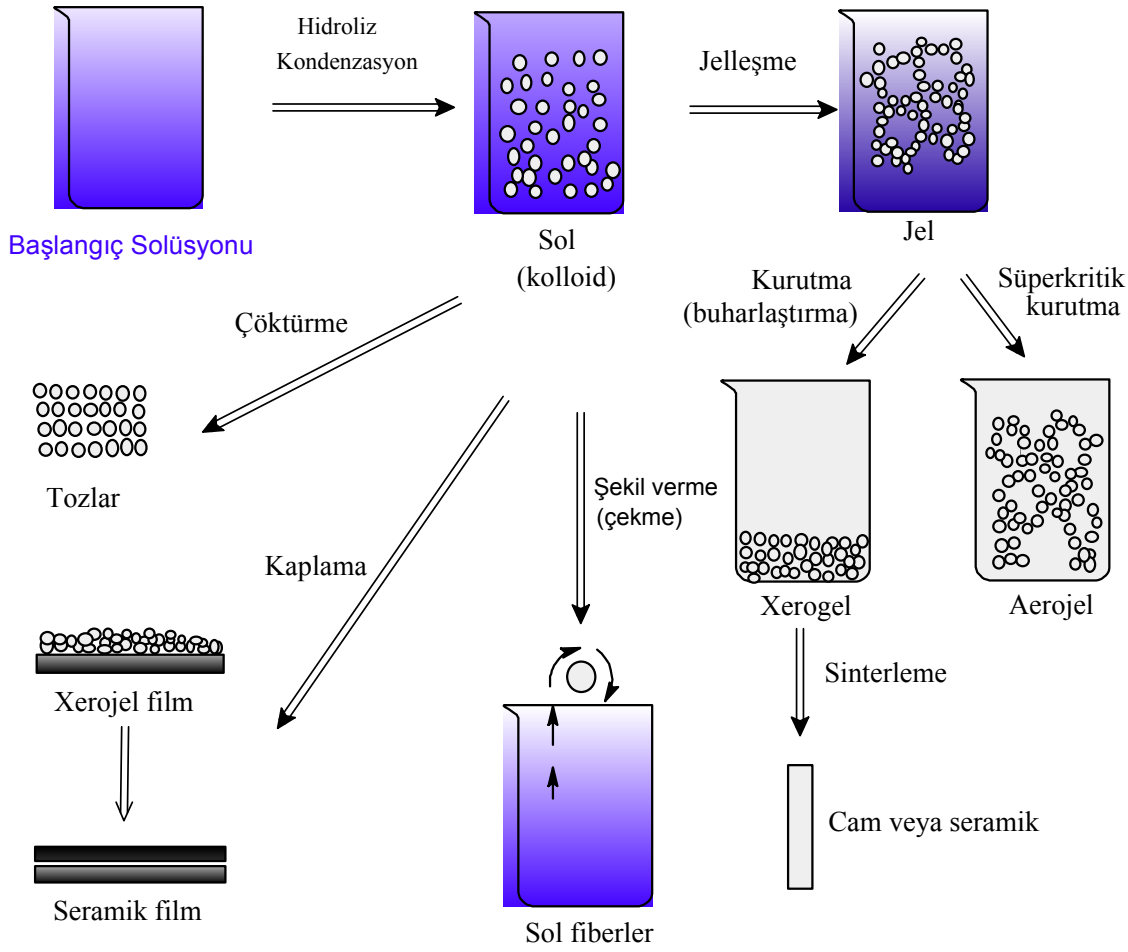 Hidroliz
Kondenzasyon
Jelleşme
Başlangıç Solüsyonu
Sol
(kolloid)
Jel
Kurutma
(buharlaştırma)
Süperkritik
kurutma
Çöktürme
Tozlar
Kaplama
Şekil verme
(çekme)
Xerogel
Aerojel
Xerojel film
Sinterleme
Cam veya seramik
Seramik film
Sol fiberler